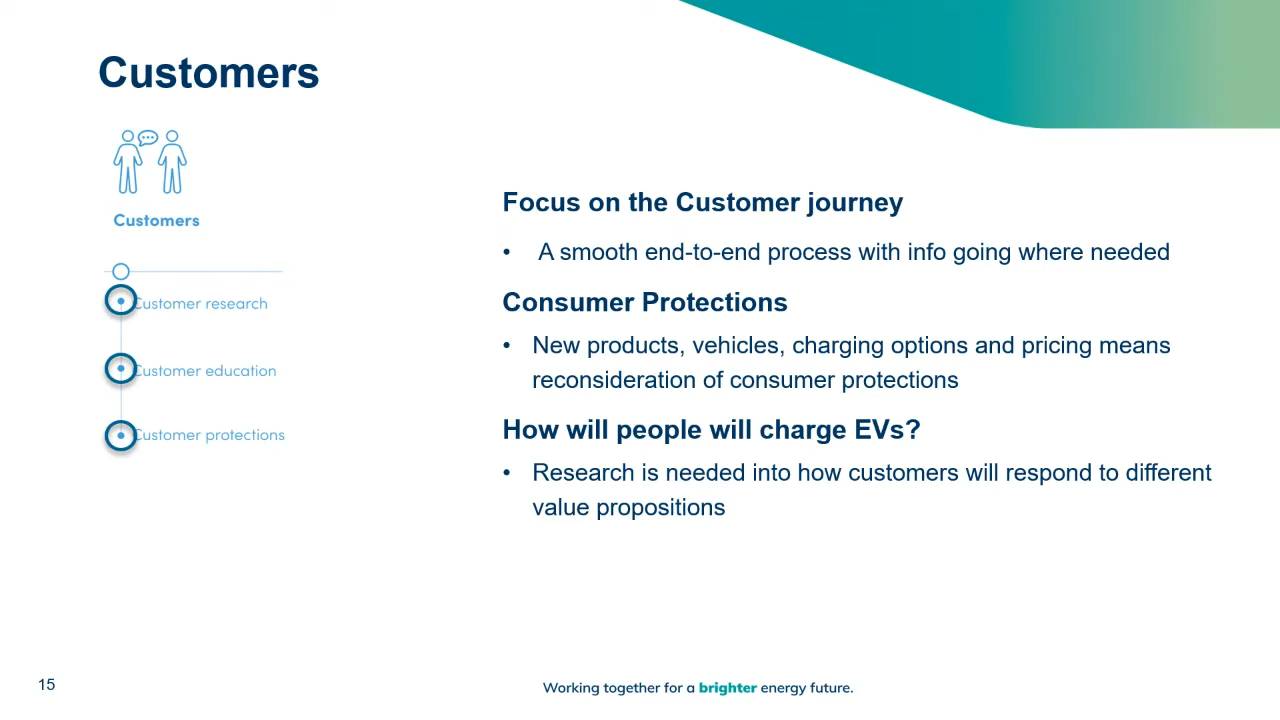 Customers
Customers
Customer research
Customer education
Customer protections
Focus on the Customer journey
• A smooth end-to-end process with info going where needed
Consumer Protections
• New products, vehicles, charging options and pricing means
reconsideration of consumer protections
How will people will charge EVs?
• Research is needed into how customers will respond to different
value propositions
15
Working together for a brighter energy future.